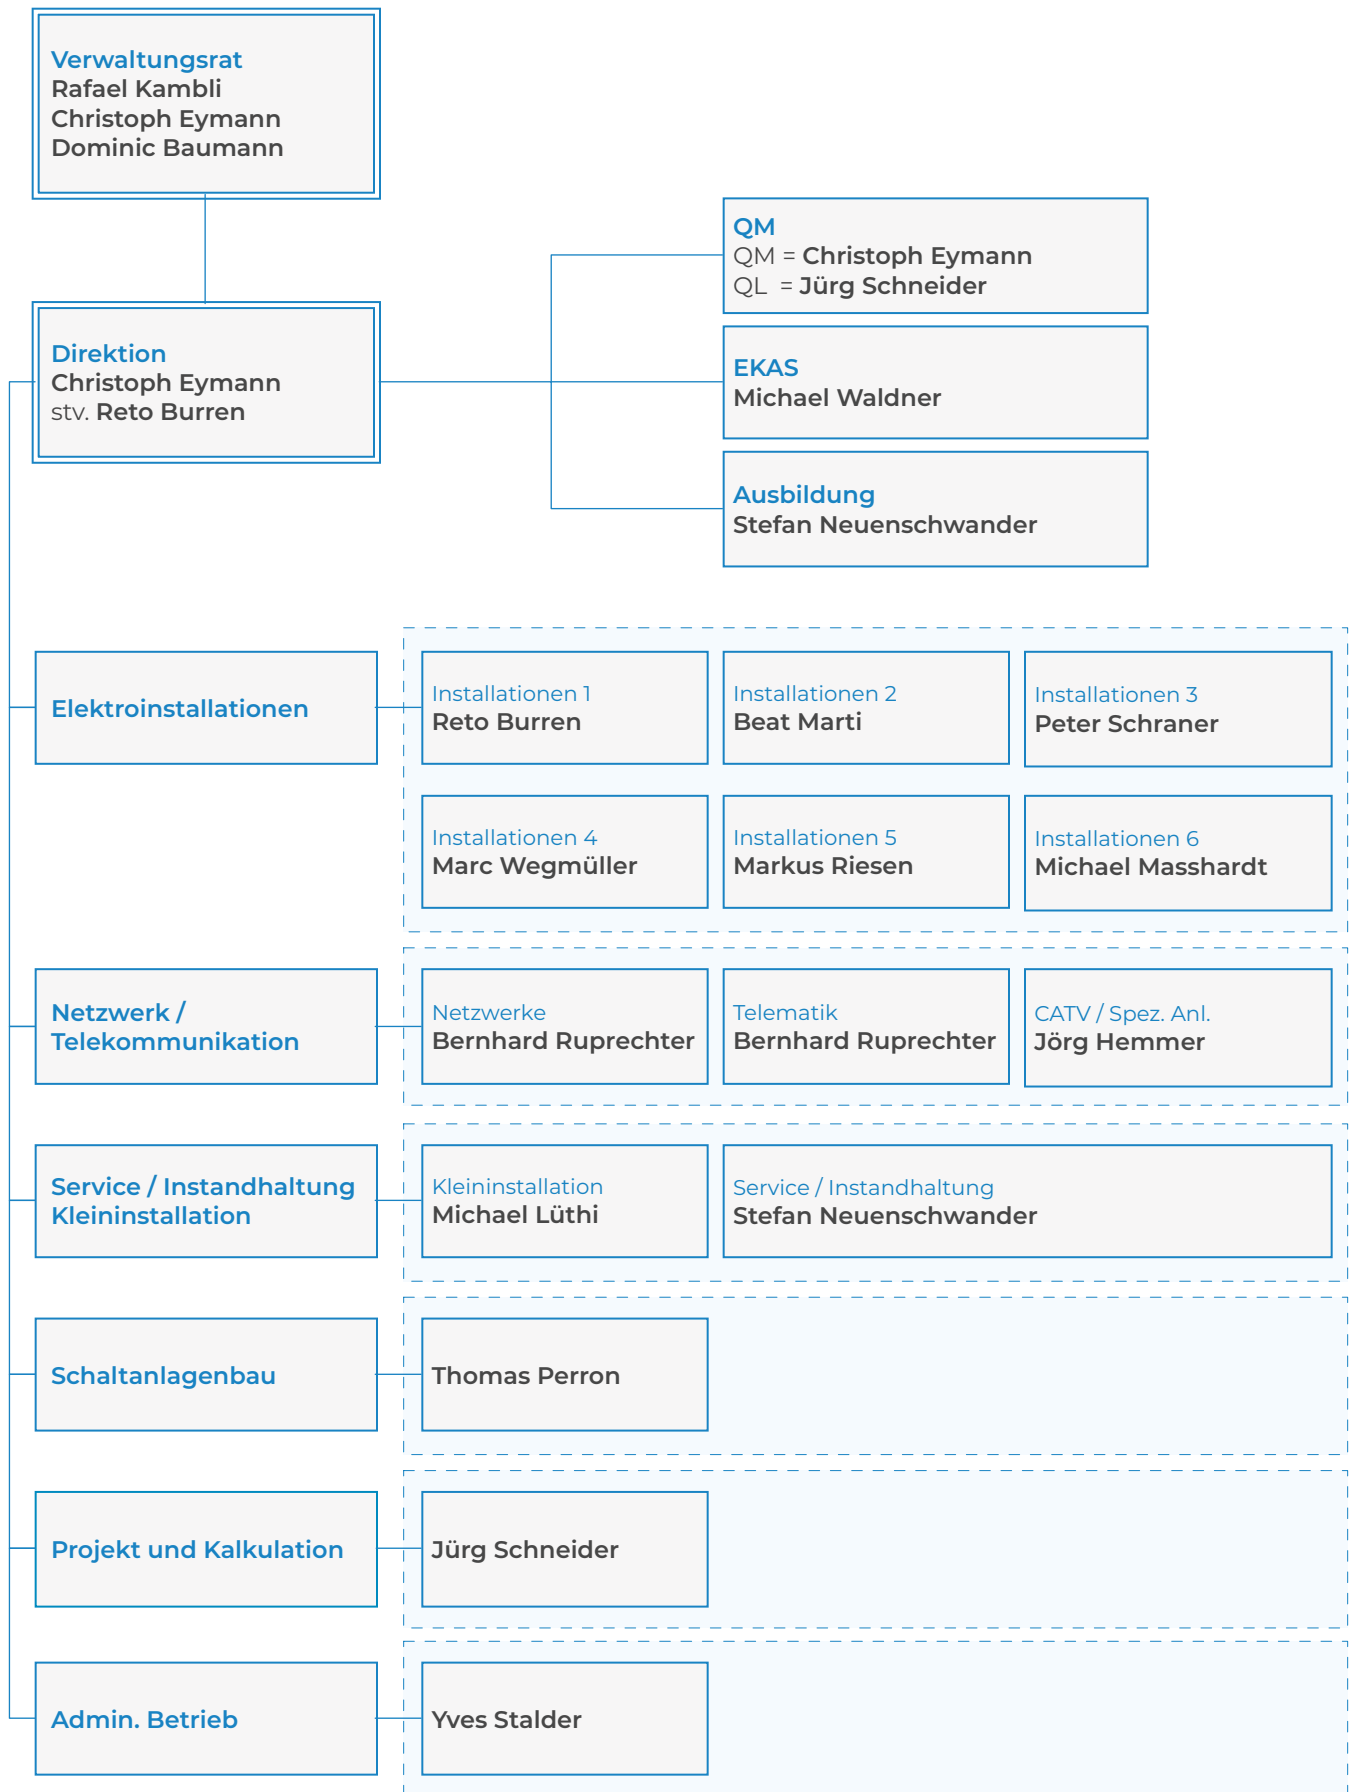 Verwaltungsrat
Rafael Kambli
Christoph Eymann
Dominic Baumann
QM
QM = Christoph Eymann
QL = Jürg Schneider
Direktion
Christoph Eymann
stv. Reto Burren
EKAS
Michael Waldner
Ausbildung
Stefan Neuenschwander
Elektroinstallationen
Installationen 1
Reto Burren
Installationen 2
Beat Marti
Installationen 3
Peter Schraner
Installationen 4
Marc Wegmüller
Installationen 5
Markus Riesen
Installationen 6
Michael Masshardt
Netzwerk /
Telekommunikation
Netzwerke
Bernhard Ruprechter
Telematik
Bernhard Ruprechter
CATV / Spez. Anl.
Jörg Hemmer
Service / Instandhaltung
Kleininstallation
Kleininstallation
Michael Lüthi
Service / Instandhaltung
Stefan Neuenschwander
Schaltanlagenbau
Thomas Perron
Projekt und Kalkulation
Jürg Schneider
Admin. Betrieb
Yves Stalder